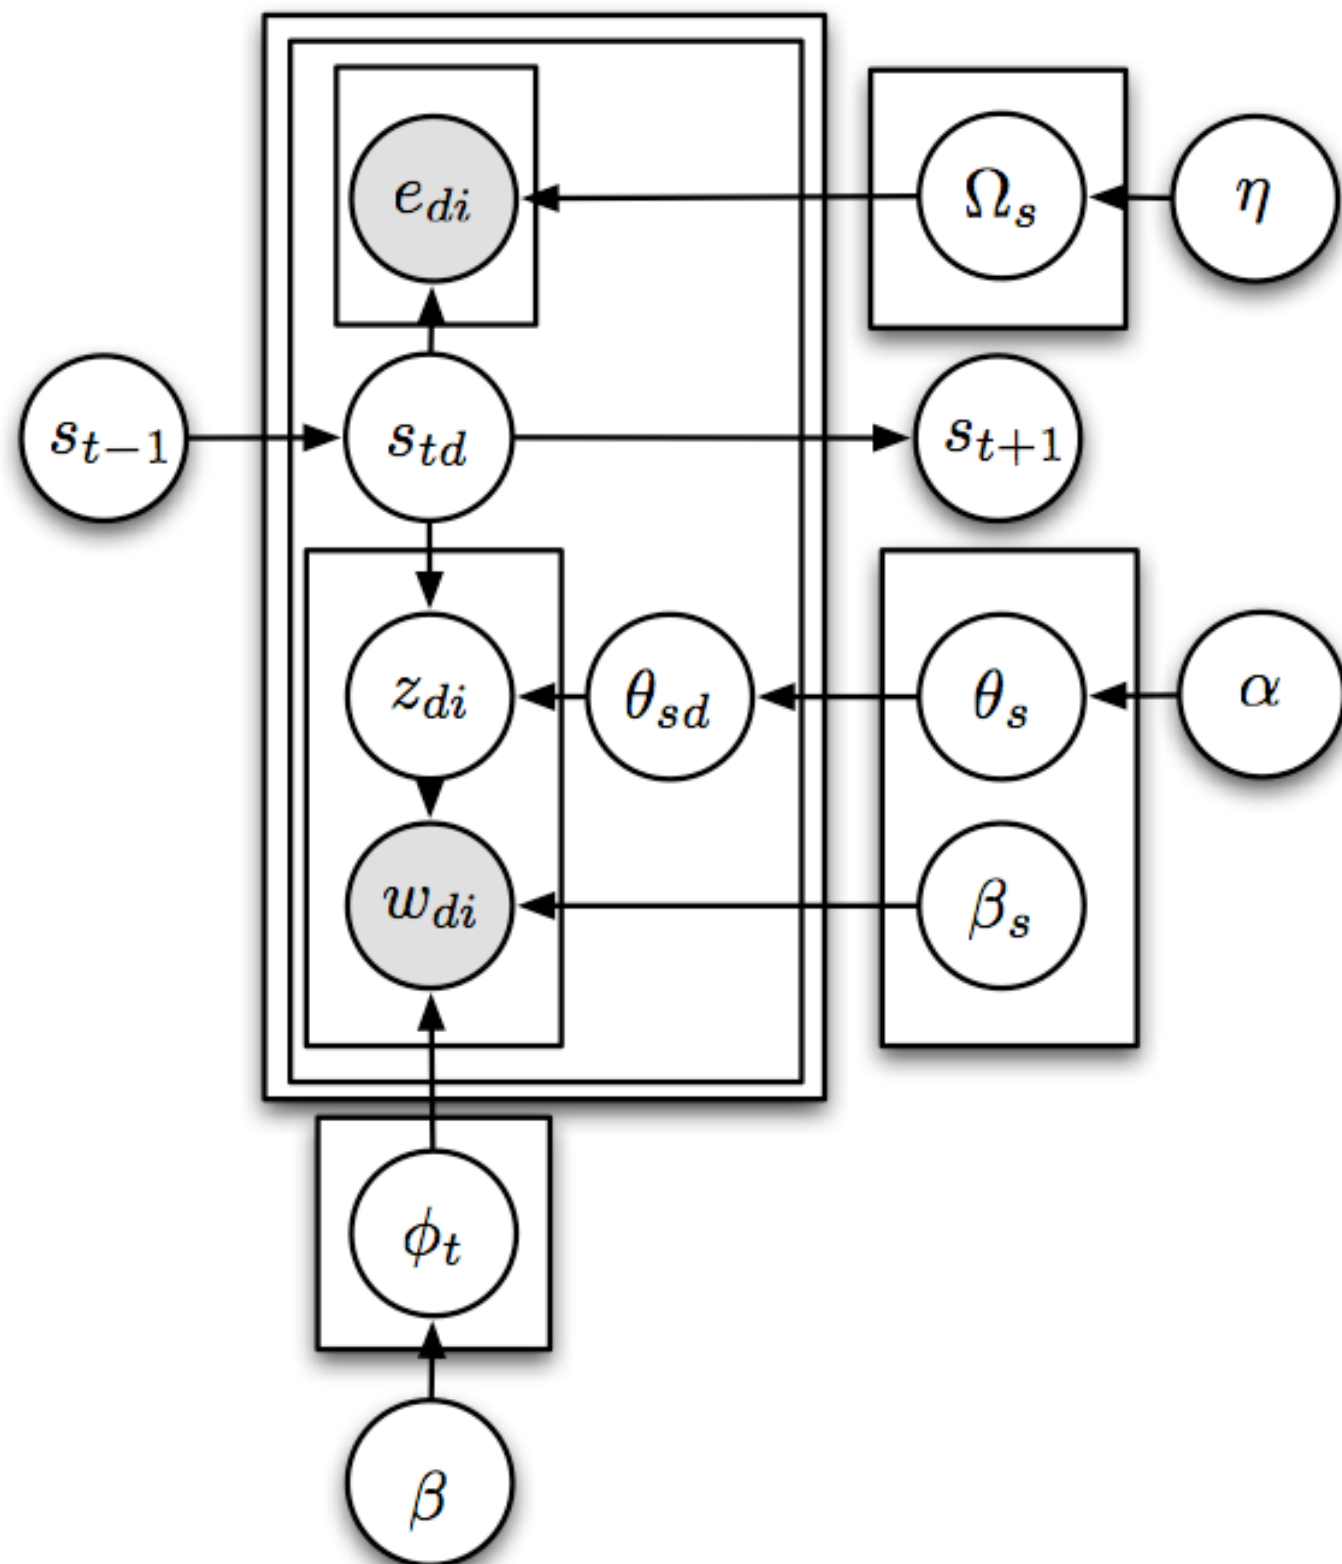 e_{di} Ω_s η
s_{t−1} s_{td} s_{t+1}
z_{di} θ_{sd} θ_s α
w_{di} β_s
ϕ_t
β